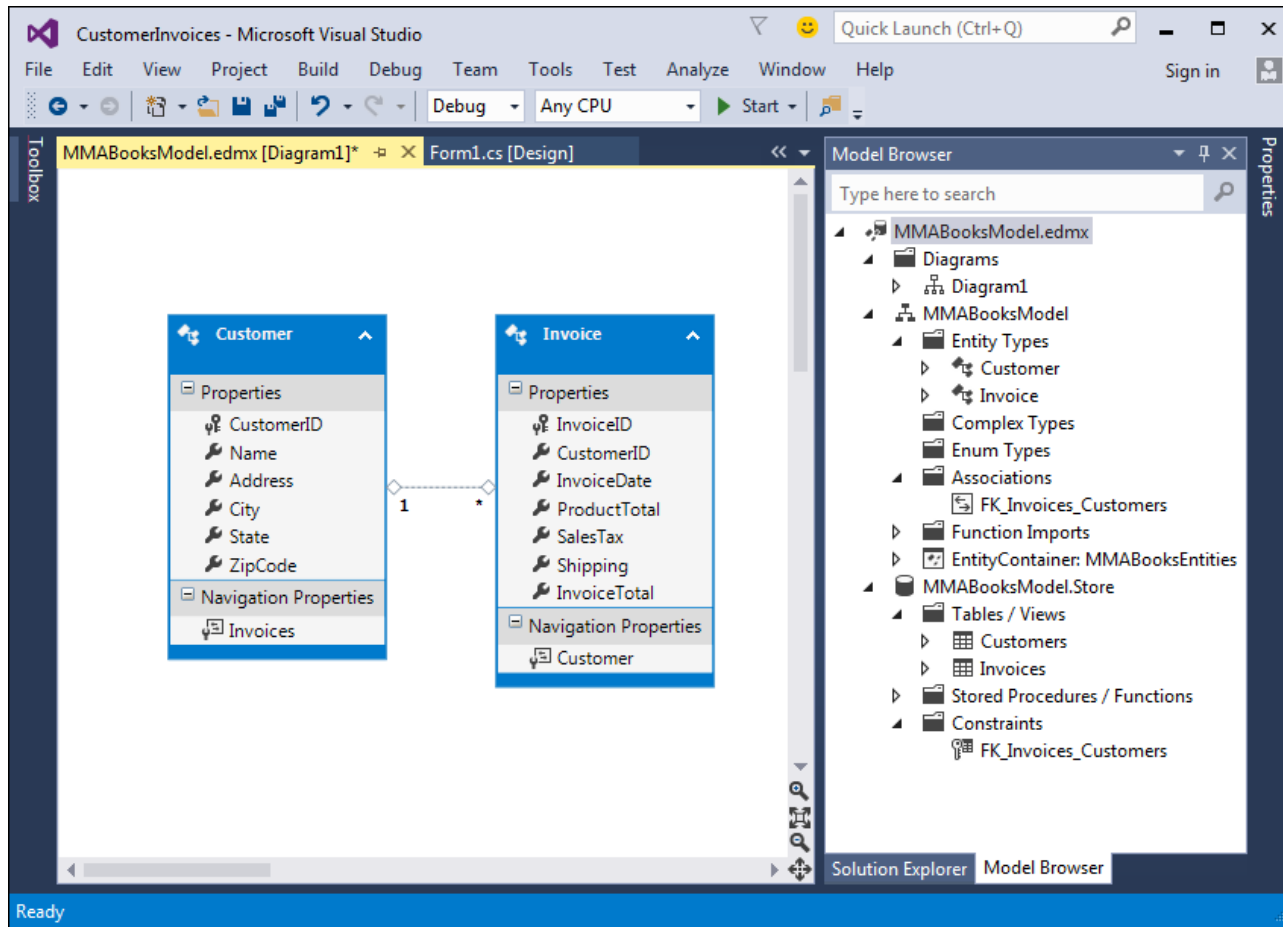 CustomerInvoices - Microsoft Visual Studio
Quick Launch (Ctrl+Q)
File Edit View Project Build Debug Team Tools Test Analyze Window Help Sign in
Debug Any CPU Start
Toolbox
MMABooksModel.edmx [Diagram1]* Form1.cs [Design]
Customer
Properties
CustomerID
Name
Address
City
State
ZipCode
Navigation Properties
Invoices
1 *
Invoice
Properties
InvoiceID
CustomerID
InvoiceDate
ProductTotal
SalesTax
Shipping
InvoiceTotal
Navigation Properties
Customer
Model Browser
Type here to search
MMABooksModel.edmx
Diagrams
Diagram1
MMABooksModel
Entity Types
Customer
Invoice
Complex Types
Enum Types
Associations
FK_Invoices_Customers
Function Imports
EntityContainer: MMABooksEntities
MMABooksModel.Store
Tables / Views
Customers
Invoices
Stored Procedures / Functions
Constraints
FK_Invoices_Customers
Solution Explorer Model Browser
Properties
Ready